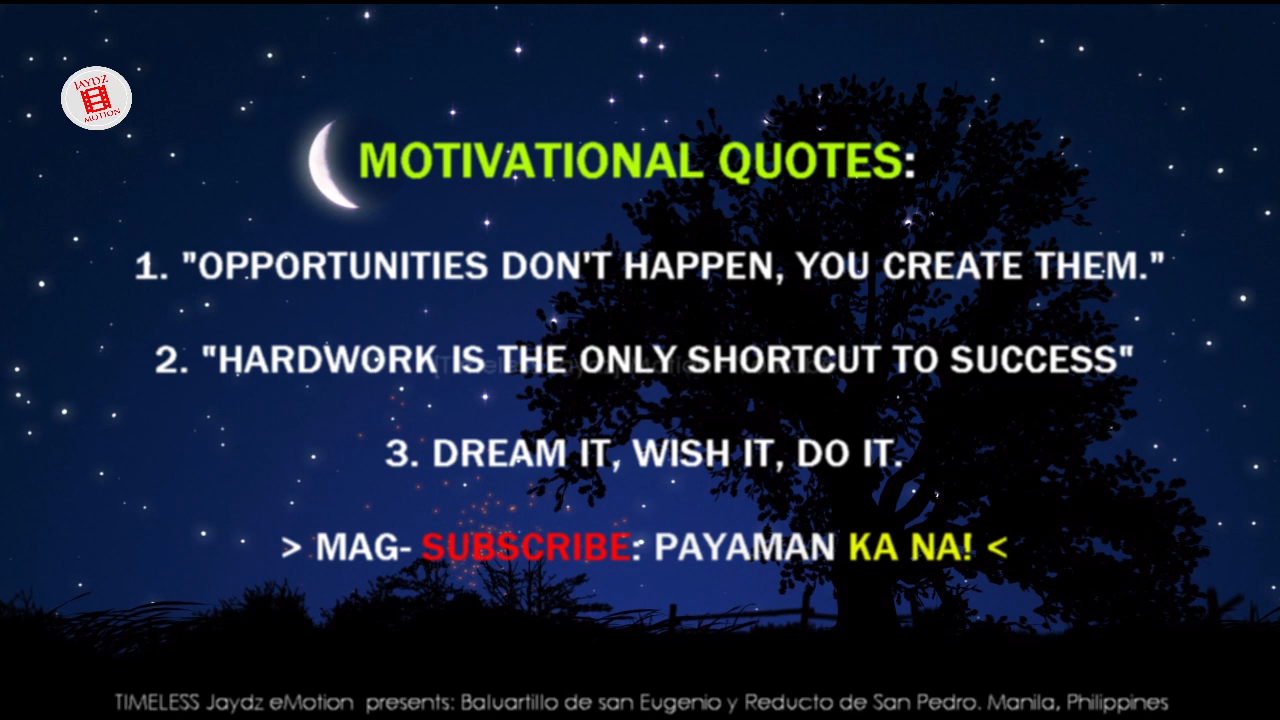 JAYDZ
MOTION
MOTIVATIONAL QUOTES:
1. "OPPORTUNITIES DON'T HAPPEN, YOU CREATE THEM."
2. "HARDWORK IS THE ONLY SHORTCUT TO SUCCESS"
3. DREAM IT, WISH IT, DO IT.
> MAG- SUBSCRIBE: PAYAMAN KA NA! <
TIMELESS Jaydz eMotion presents: Baluartillo de san Eugenio y Reducto de San Pedro. Manila, Philippines